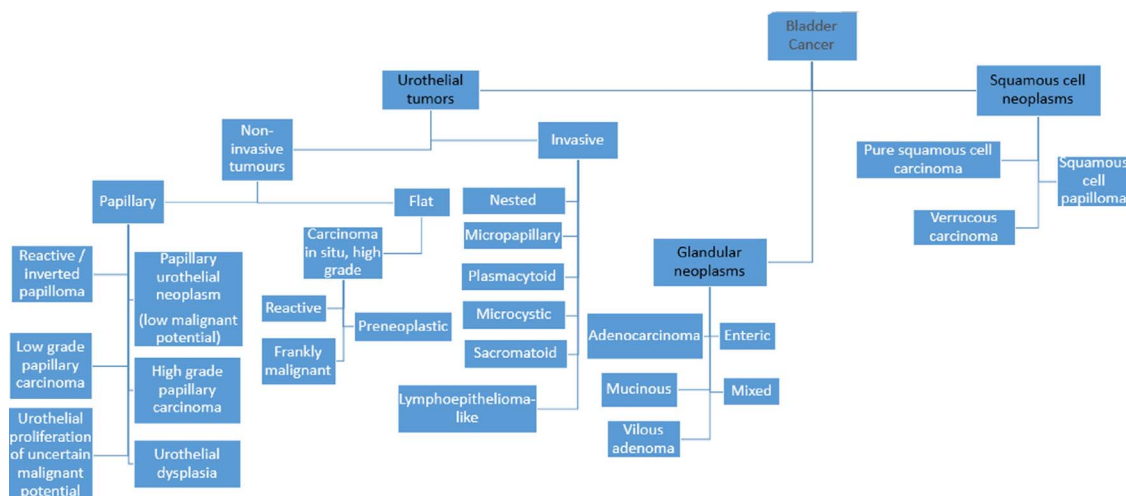 Bladder
Cancer
Urothelial
tumors
Squamous cell
neoplasms
Non-
invasive
tumours
Invasive
Pure squamous cell
carcinoma
Squamous
cell
papilloma
Verrucous
carcinoma
Papillary
Flat
Nested
Micropapillary
Plasmacytoid
Microcystic
Sacromatoid
Lymphoepithelioma-
like
Reactive /
inverted
papilloma
Papillary
urothelial
neoplasm
(low malignant
potential)
Low grade
papillary
carcinoma
High grade
papillary
carcinoma
Urothelial
proliferation
of uncertain
malignant
potential
Urothelial
dysplasia
Carcinoma
in situ, high
grade
Reactive
Preneoplastic
Frankly
malignant
Glandular
neoplasms
Adenocarcinoma
Enteric
Mucinous
Mixed
Vilous
adenoma